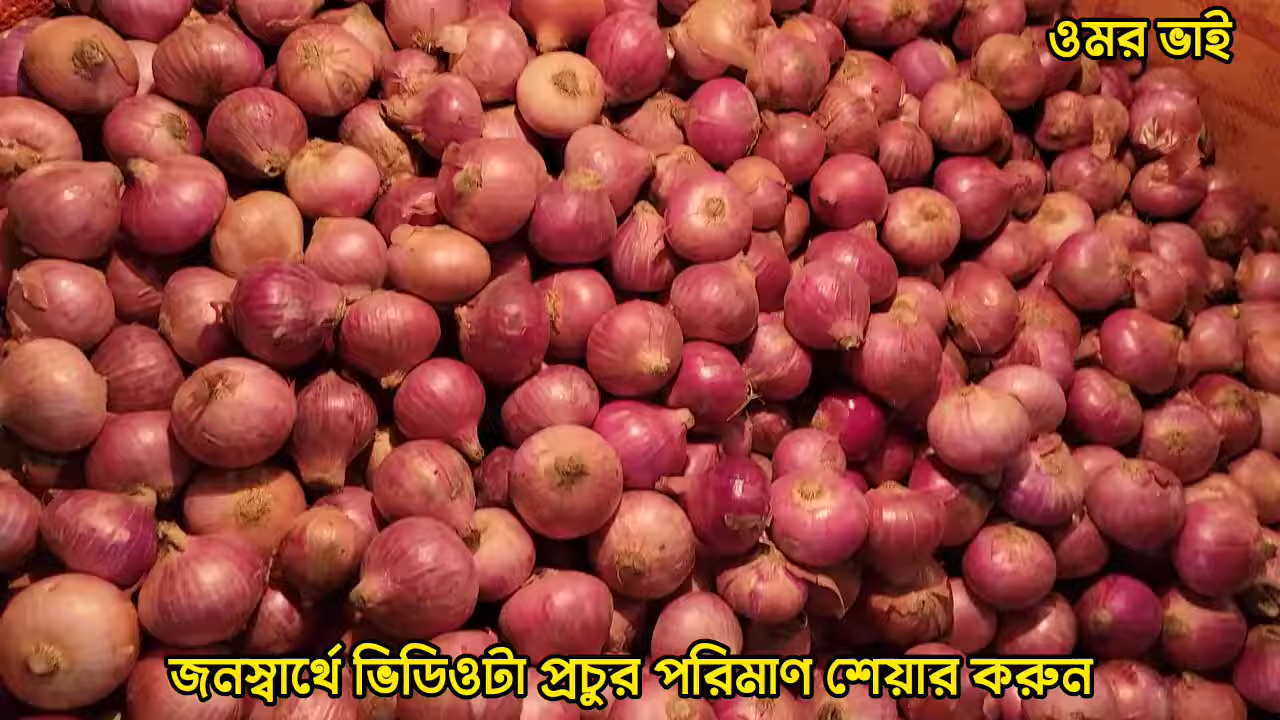 ওমর ভাই
জনস্বার্থে ভিডিওটা প্রচুর পরিমাণ শেয়ার করুন